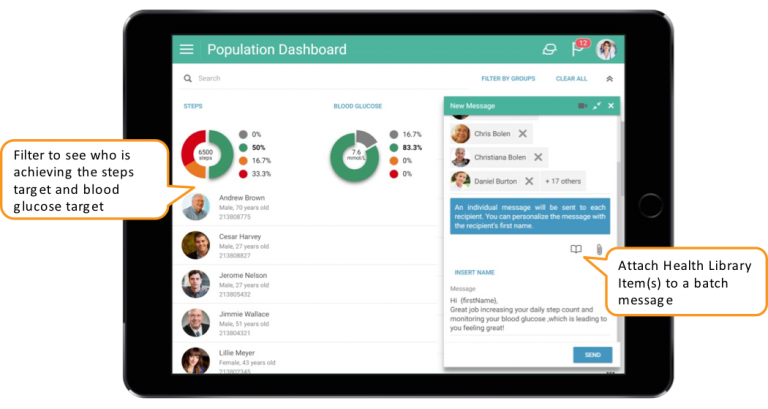 Population Dashboard
12
Search
FILTER BY GROUPS
CLEAR ALL
STEPS
BLOOD GLUCOSE
6500
steps
0%
50%
16.7%
33.3%
7.6
mmol/L
16.7%
83.3%
0%
0%
Andrew Brown
Male, 70 years old
213808775
Cesar Harvey
Male, 27 years old
213808827
Jerome Nelson
Male, 27 years old
213805432
Jimmie Wallace
Male, 51 years old
213804321
Lillie Meyer
Female, 43 years old
213807345
New Message
Chris Bolen
Christiana Bolen
Daniel Burton
+ 17 others
An individual message will be sent to each
recipient. You can personalize the message with
the recipient's first name.
INSERT NAME
Message
Hi {firstName},
Great job increasing your daily step count and
monitoring your blood glucose ,which is leading to
you feeling great!
SEND
Filter to see who is
achieving the steps
target and blood
glucose target
Attach Health Library
Item(s) to a batch
message